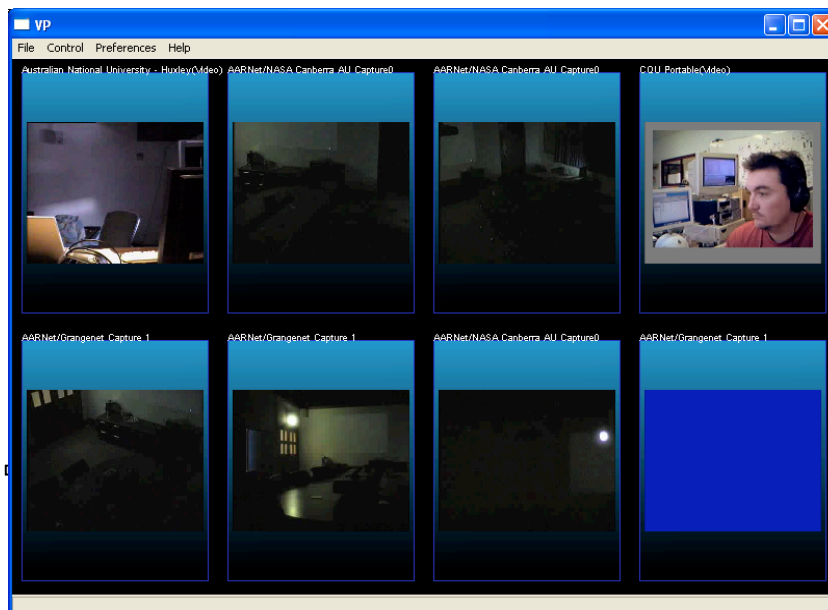 VP
File Control Preferences Help
Australian National University - Huxley(Video) AARNet/NASA Canberra AU Capture0 AARNet/NASA Canberra AU Capture0 CQU Portable(Video)
AARNet/Grangenet Capture 1 AARNet/Grangenet Capture 1 AARNet/NASA Canberra AU Capture0 AARNet/Grangenet Capture 1